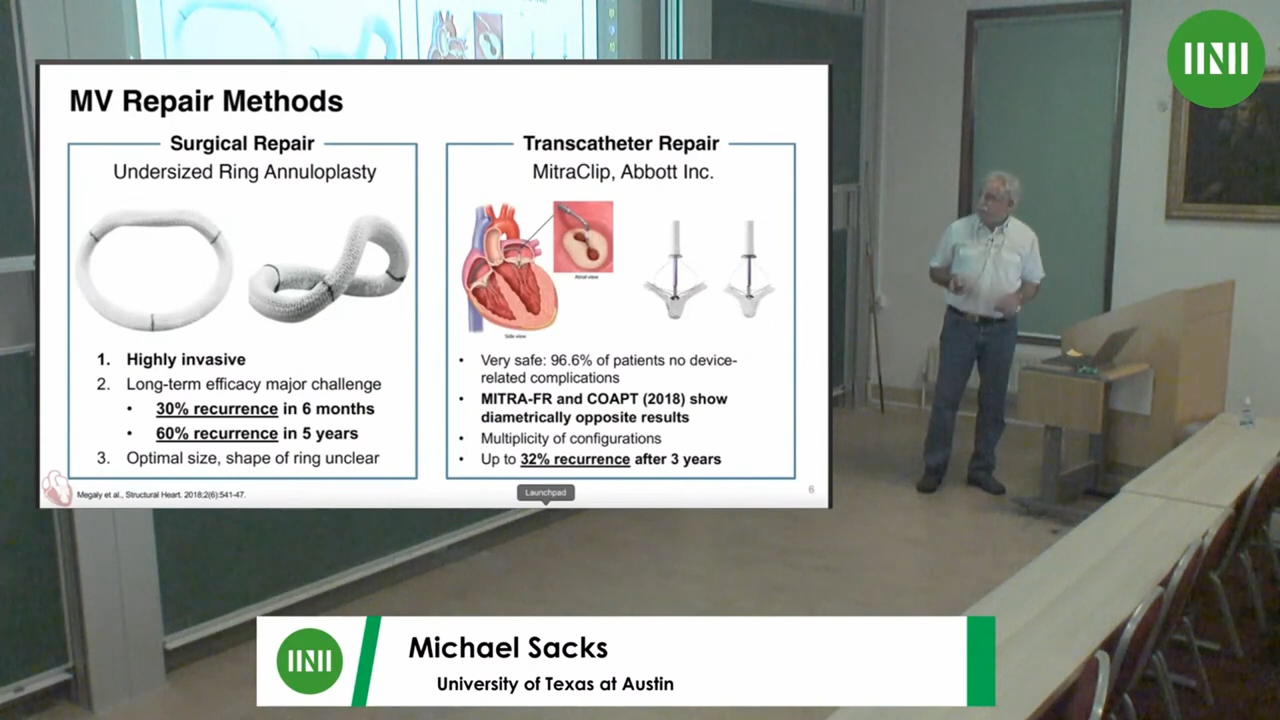 MV Repair Methods
Surgical Repair
Undersized Ring Annuloplasty
1. Highly invasive
2. Long-term efficacy major challenge
• 30% recurrence in 6 months
• 60% recurrence in 5 years
3. Optimal size, shape of ring unclear
Transcatheter Repair
MitraClip, Abbott Inc.
Atrial view
Side view
• Very safe: 96.6% of patients no device-
related complications
• MITRA-FR and COAPT (2018) show
diametrically opposite results
• Multiplicity of configurations
• Up to 32% recurrence after 3 years
Megaly et al., Structural Heart. 2018;2(6):541-47.
Launchpad
6
Michael Sacks
University of Texas at Austin